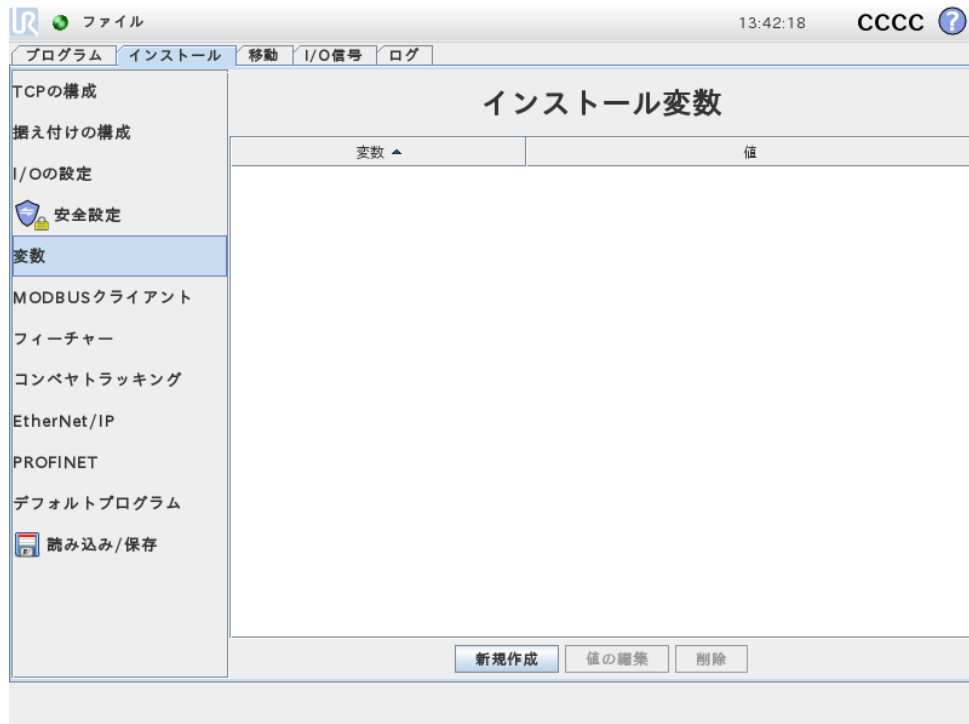 UR ファイル 13:42:18 CCCC ?
プログラム インストール 移動 I/O信号 ログ
TCPの構成
据え付けの構成
I/Oの設定
安全設定
変数
MODBUSクライアント
フィーチャー
コンベヤトラッキング
EtherNet/IP
PROFINET
デフォルトプログラム
読み込み/保存
インストール変数
変数 値
新規作成 値の編集 削除